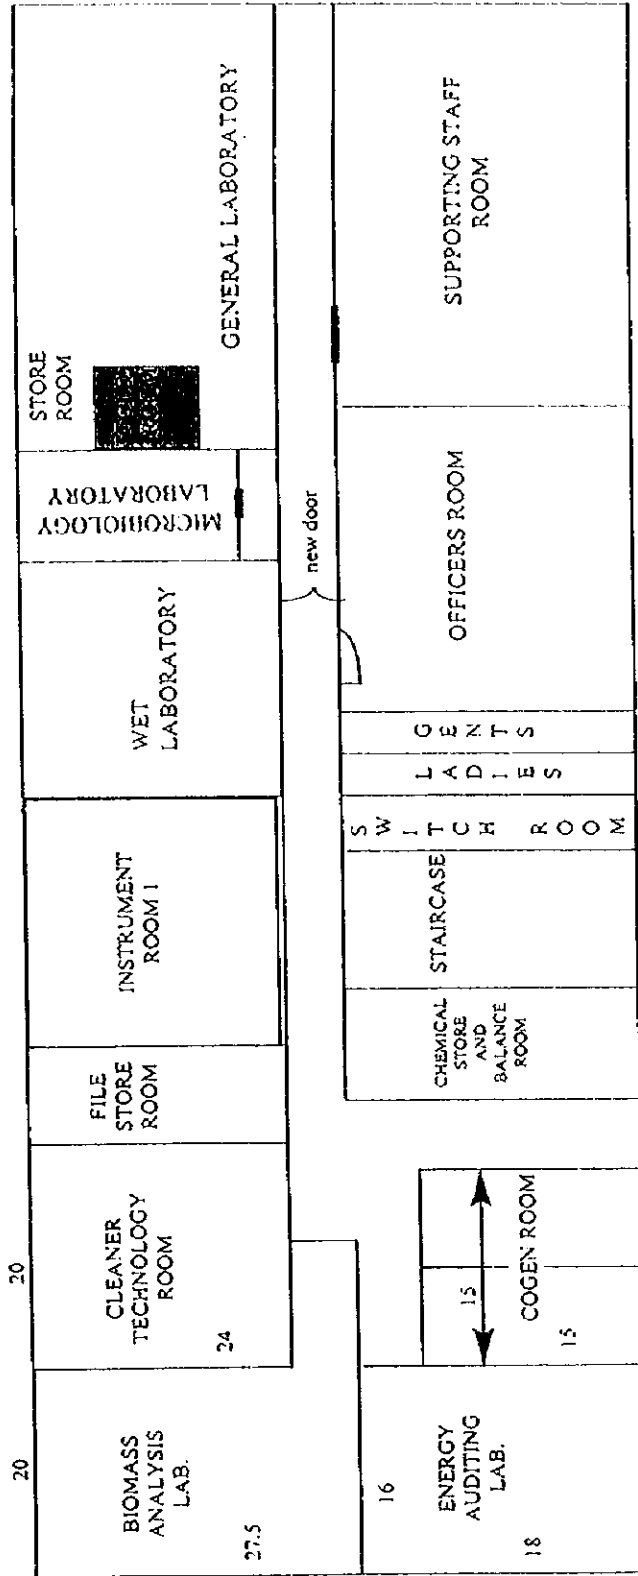 20
20
BIOMASS
ANALYSIS
LAB.
27.5
CLEANER
TECHNOLOGY
ROOM
24
FILE
STORE
ROOM
INSTRUMENT
ROOM 1
WET
LABORATORY
MICROBIOLOGY
LABORATORY
STORE
ROOM
GENERAL LABORATORY
new door
16
ENERGY
AUDITING
LAB.
18
15
COGEN ROOM
15
CHEMICAL
STORE
AND
BALANCE
ROOM
STAIRCASE
SWITCH ROOM
LADIES
GENTS
OFFICERS ROOM
SUPPORTING STAFF
ROOM